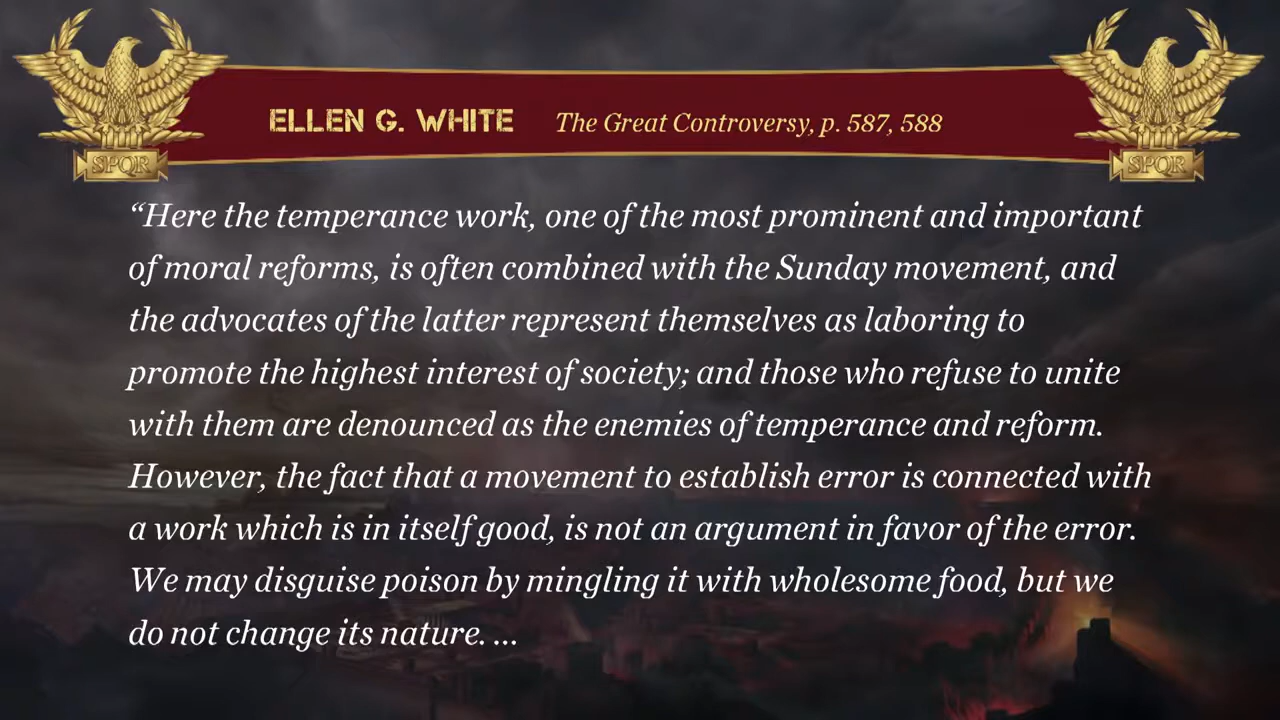 SPQR
ELLEN G. WHITE The Great Controversy, p. 587, 588
SPQR
“Here the temperance work, one of the most prominent and important
of moral reforms, is often combined with the Sunday movement, and
the advocates of the latter represent themselves as laboring to
promote the highest interest of society; and those who refuse to unite
with them are denounced as the enemies of temperance and reform.
However, the fact that a movement to establish error is connected with
a work which is in itself good, is not an argument in favor of the error.
We may disguise poison by mingling it with wholesome food, but we
do not change its nature. ...